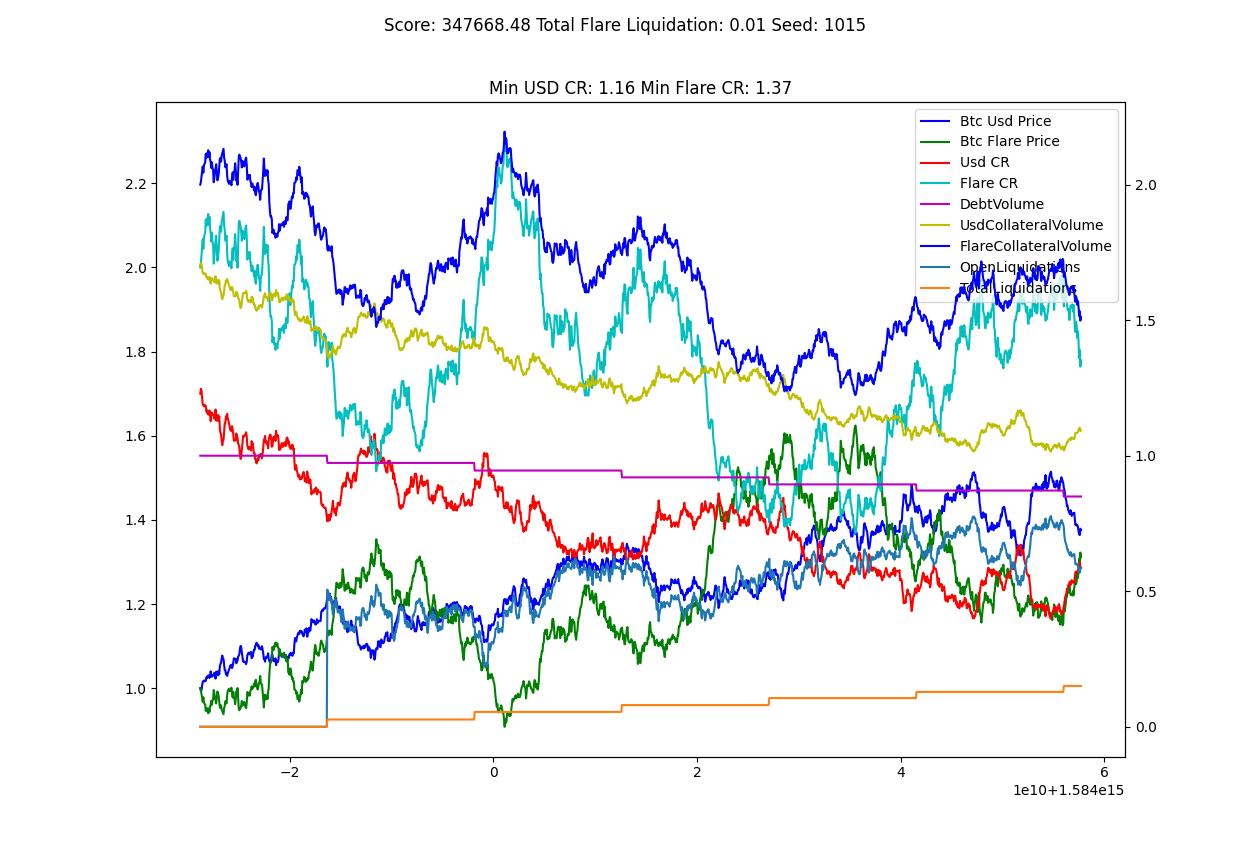 Score: 347668.48 Total Flare Liquidation: 0.01 Seed: 1015
Min USD CR: 1.16 Min Flare CR: 1.37
Btc Usd Price
Btc Flare Price
Usd CR
Flare CR
DebtVolume
UsdCollateralVolume
FlareCollateralVolume
OpenLiquidations
TotalLiquidations
2.2
2.0
1.8
1.6
1.4
1.2
1.0
2.0
1.5
1.0
0.5
0.0
−2
0
2
4
6
1e10+1.584e15